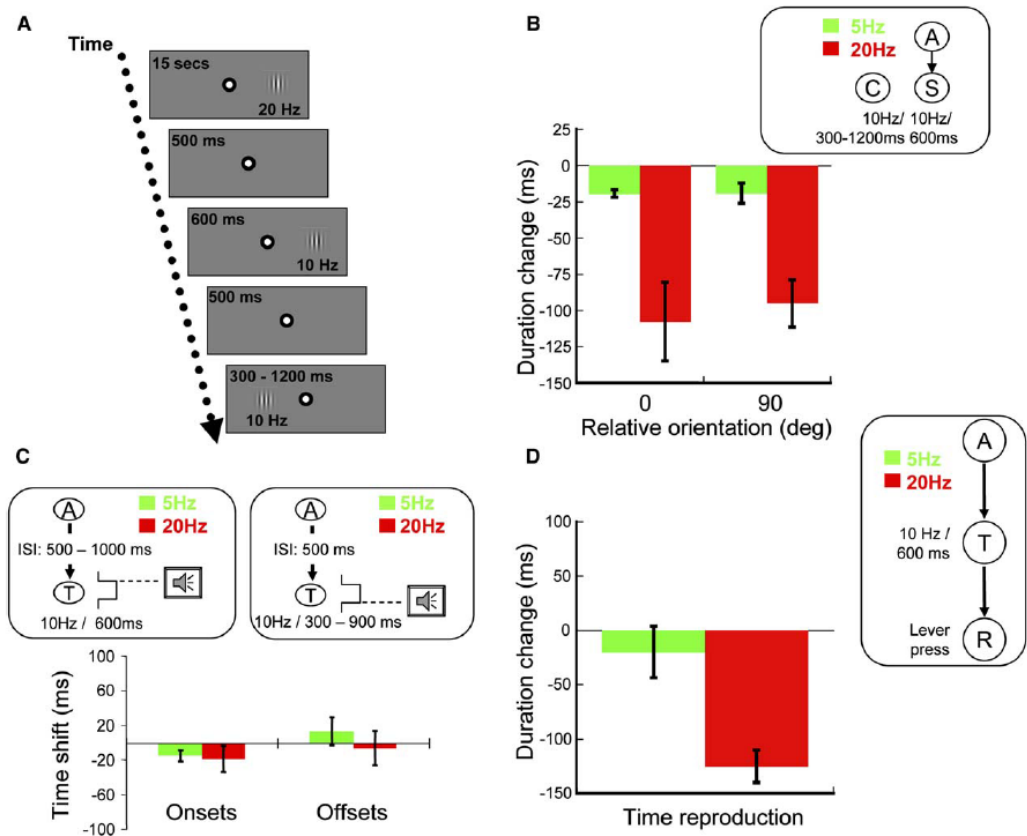 A
Time
15 secs
20 Hz
500 ms
600 ms
10 Hz
500 ms
300 - 1200 ms
10 Hz
B
5Hz
20Hz
A
C S
10Hz/ 10Hz/
300-1200ms 600ms
Duration change (ms)
25
0
-25
-50
-75
-100
-125
-150
0 90
Relative orientation (deg)
C
A
5Hz
20Hz
ISI: 500 – 1000 ms
T
10Hz / 600ms
A
5Hz
20Hz
ISI: 500 ms
T
10Hz / 300 – 900 ms
Time shift (ms)
100
60
20
-20
-60
-100
Onsets Offsets
D
5Hz
20Hz
A
10 Hz /
600 ms
T
Lever
press
R
Duration change (ms)
100
50
0
-50
-100
-150
Time reproduction